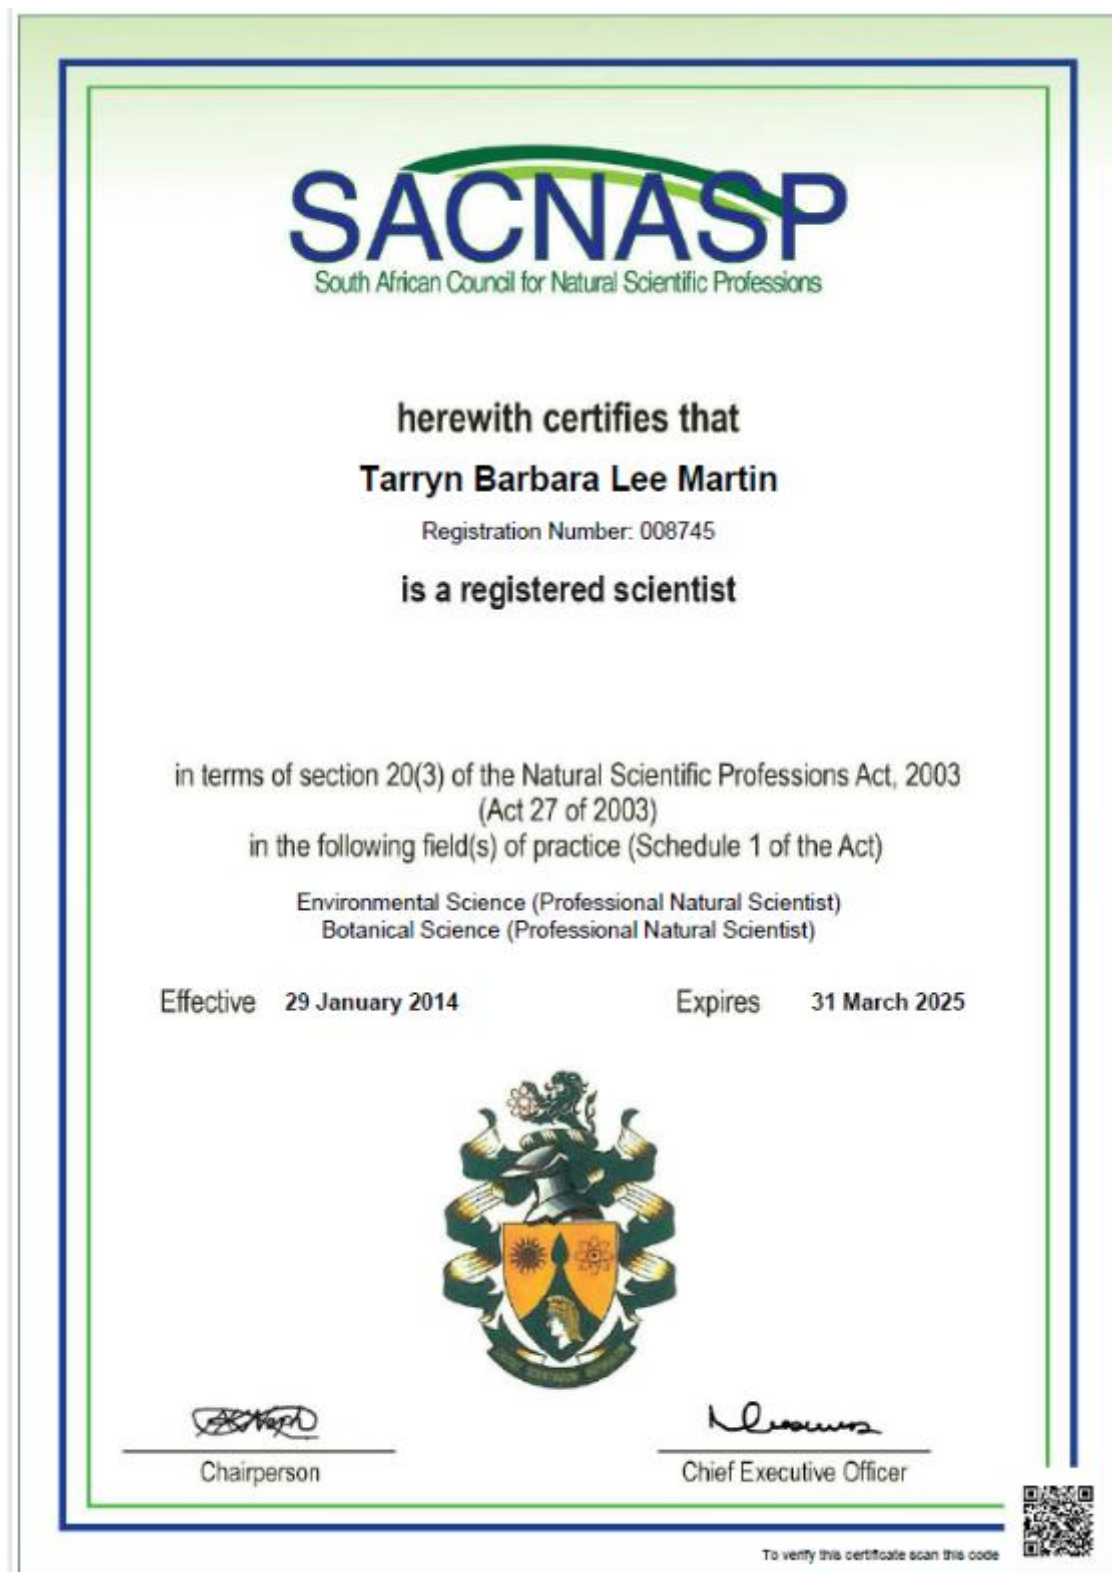 SACNASP
South African Council for Natural Scientific Professions
herewith certifies that
Tarryn Barbara Lee Martin
Registration Number: 008745
is a registered scientist
in terms of section 20(3) of the Natural Scientific Professions Act, 2003
(Act 27 of 2003)
in the following field(s) of practice (Schedule 1 of the Act)
Environmental Science (Professional Natural Scientist)
Botanical Science (Professional Natural Scientist)
Effective 29 January 2014 Expires 31 March 2025
Chairperson Chief Executive Officer
To verify this certificate scan this code